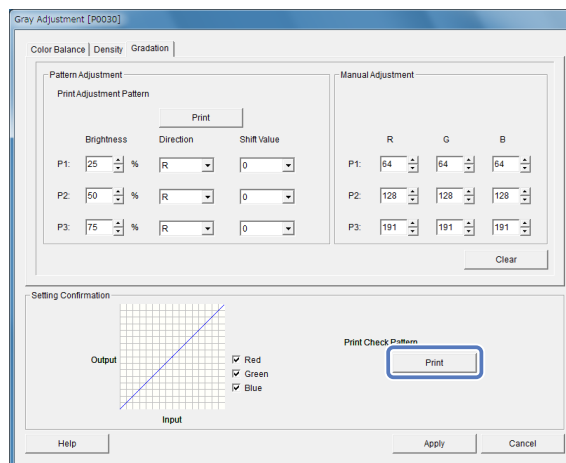 Gray Adjustment [P0030]
Color Balance Density Gradation
Pattern Adjustment
Print Adjustment Pattern
Print
Brightness Direction Shift Value
P1: 25 % R 0
P2: 50 % R 0
P3: 75 % R 0
Manual Adjustment
R G B
P1: 64 64 64
P2: 128 128 128
P3: 191 191 191
Clear
Setting Confirmation
Output
Input
Red
Green
Blue
Print Check Pattern
Print
Help Apply Cancel